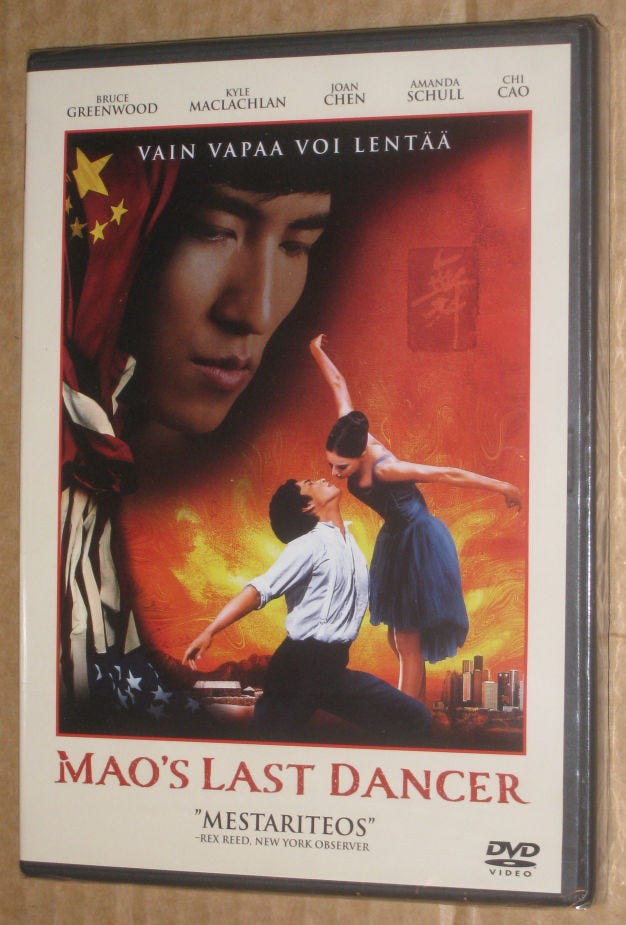 BRUCE GREENWOOD
KYLE MACLACHLAN
JOAN CHEN
AMANDA SCHULL
CHI CAO
VAIN VAPAA VOI LENTÄÄ
舞
MAO'S LAST DANCER
"MESTARITEOS"
–REX REED, NEW YORK OBSERVER
DVD
VIDEO